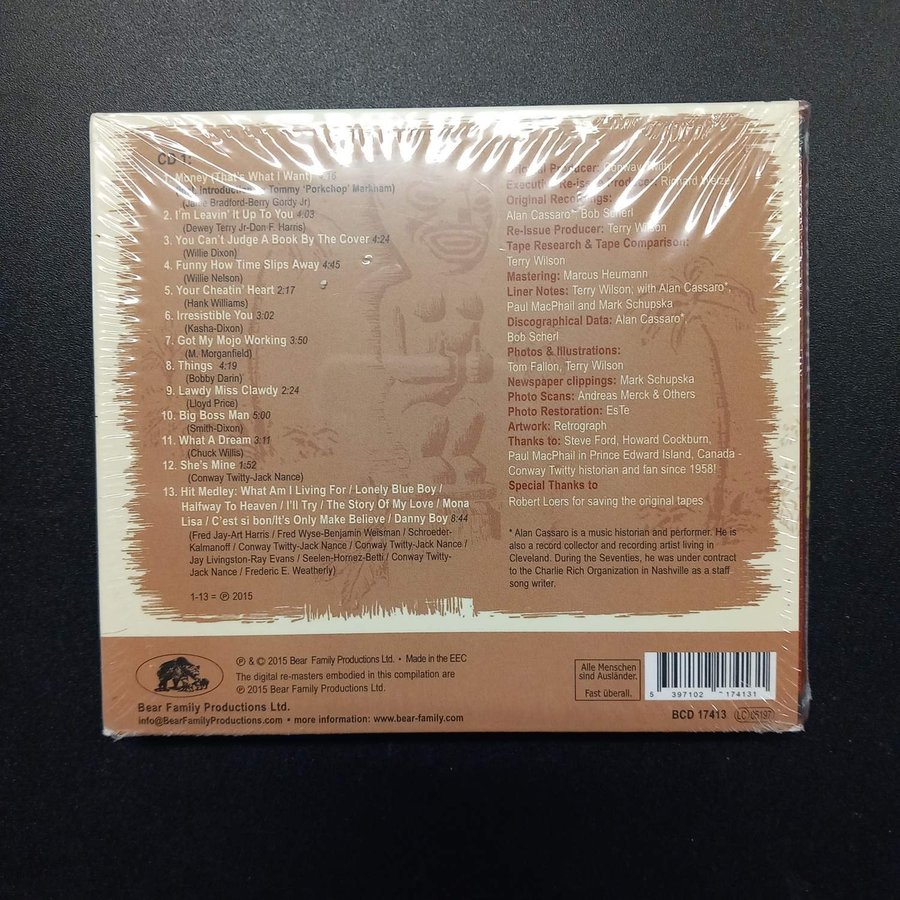 CD 1:
1. Money (That's What I Want)
(incl. Introduction by Tommy 'Porkchop' Markham)
(Janie Bradford-Berry Gordy Jr)
2. I'm Leavin' It Up To You 4:03
(Dewey Terry Jr-Don F. Harris)
3. You Can't Judge A Book By The Cover 4:24
(Willie Dixon)
4. Funny How Time Slips Away 4:45
(Willie Nelson)
5. Your Cheatin' Heart 2:17
(Hank Williams)
6. Irresistible You 3:02
(Kasha-Dixon)
7. Got My Mojo Working 3:50
(M. Morganfield)
8. Things 4:19
(Bobby Darin)
9. Lawdy Miss Clawdy 2:24
(Lloyd Price)
10. Big Boss Man 5:00
(Smith-Dixon)
11. What A Dream 3:11
(Chuck Willis)
12. She's Mine 1:52
(Conway Twitty-Jack Nance)
13. Hit Medley: What Am I Living For / Lonely Blue Boy /
Halfway To Heaven / I'll Try / The Story Of My Love / Mona
Lisa / C'est si bon/It's Only Make Believe / Danny Boy 8:44
(Fred Jay-Art Harris / Fred Wyse-Benjamin Weisman / Schroeder-
Kalmanoff / Conway Twitty-Jack Nance / Conway Twitty-Jack Nance /
Jay Livingston-Ray Evans / Seelen-Hornez-Betti / Conway Twitty-
Jack Nance / Frederic E. Weatherly)
1-13 = ℗ 2015
Original Producer: Conway Twitty
Executive Re-issue Producer: Richard Weize
Original Recordings:
Alan Cassaro*, Bob Scherl
Re-Issue Producer: Terry Wilson
Tape Research & Tape Comparison:
Terry Wilson
Mastering: Marcus Heumann
Liner Notes: Terry Wilson, with Alan Cassaro*,
Paul MacPhail and Mark Schupska
Discographical Data: Alan Cassaro*,
Bob Scherl
Photos & Illustrations:
Tom Fallon, Terry Wilson
Newspaper clippings: Mark Schupska
Photo Scans: Andreas Merck & Others
Photo Restoration: EsTe
Artwork: Retrograph
Thanks to: Steve Ford, Howard Cockburn,
Paul MacPhail in Prince Edward Island, Canada -
Conway Twitty historian and fan since 1958!
Special Thanks to
Robert Loers for saving the original tapes
* Alan Cassaro is a music historian and performer. He is
also a record collector and recording artist living in
Cleveland. During the Seventies, he was under contract
to the Charlie Rich Organization in Nashville as a staff
song writer.
℗ & © 2015 Bear Family Productions Ltd. • Made in the EEC
The digital re-masters embodied in this compilation are
℗ 2015 Bear Family Productions Ltd.
Bear Family Productions Ltd.
info@BearFamilyProductions.com • more information: www.bear-family.com
Alle Menschen
sind Ausländer.
Fast überall.
5 397102 174131
BCD 17413 LC 05197